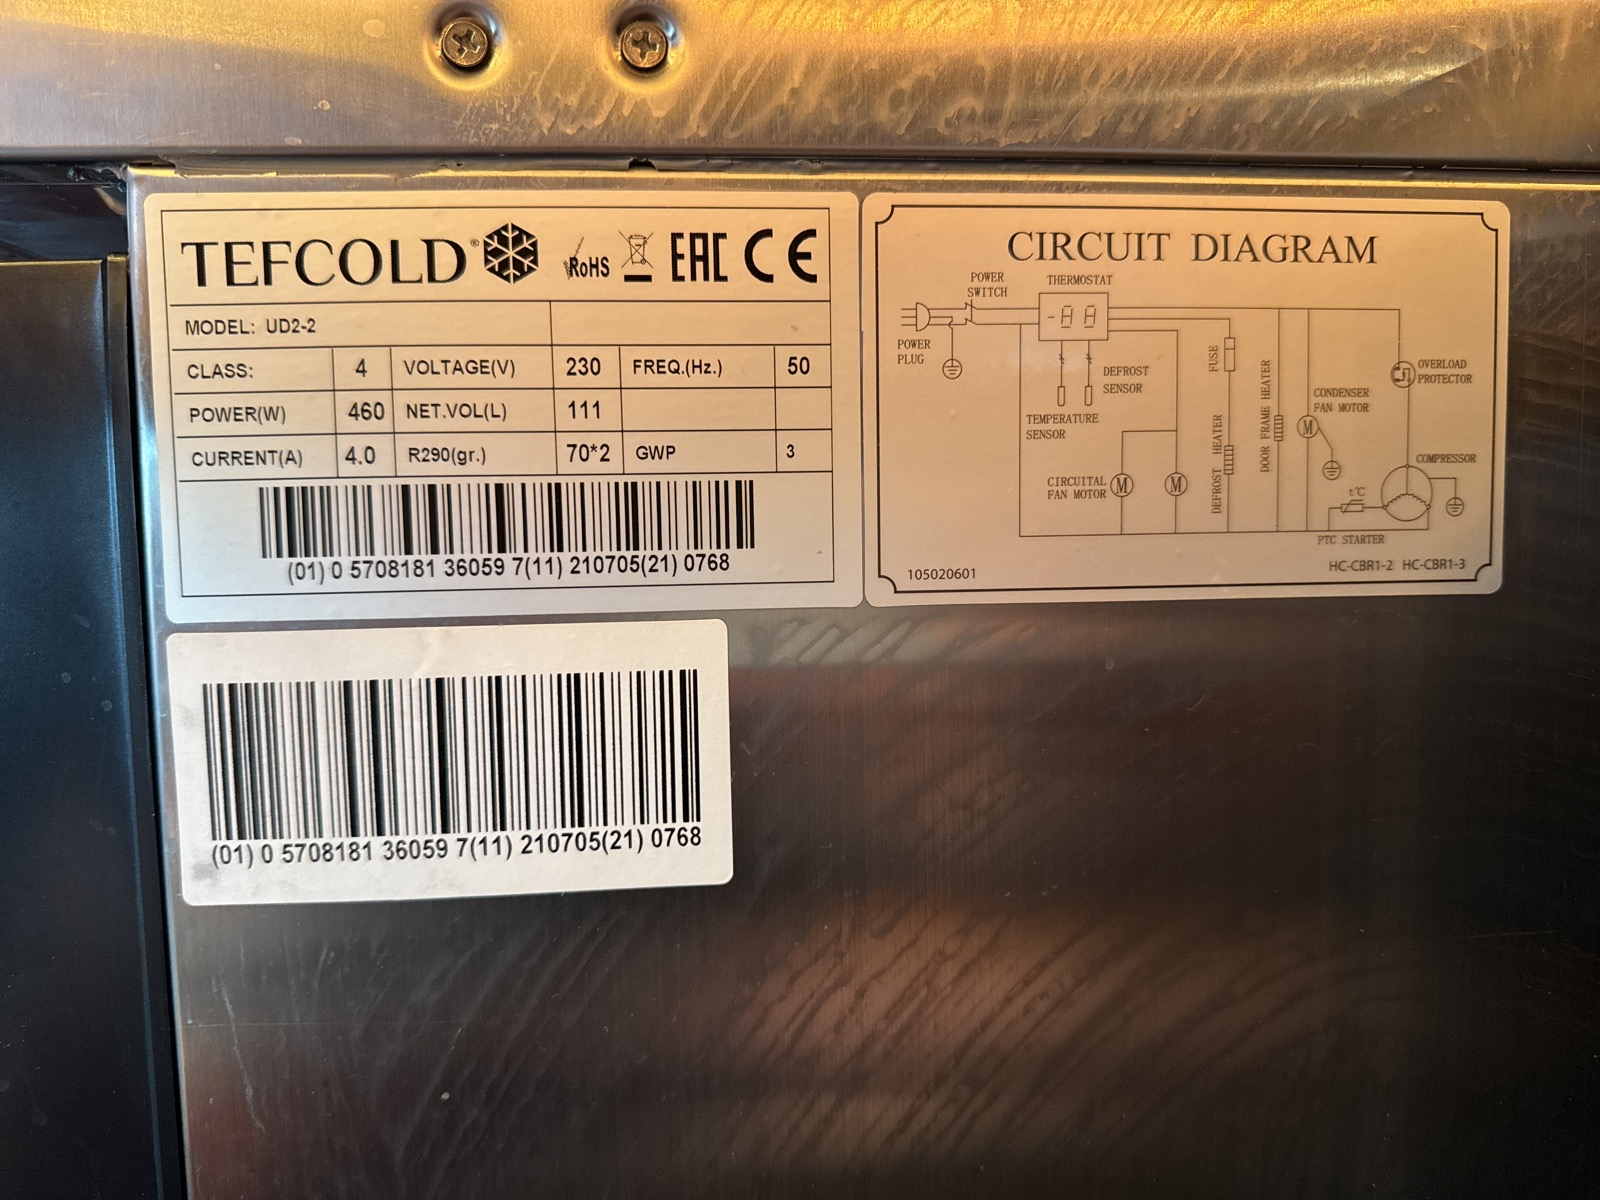 TEFCOLD® RoHS EAC CE
MODEL: UD2-2
CLASS: 4 VOLTAGE(V) 230 FREQ.(Hz.) 50
POWER(W) 460 NET.VOL(L) 111
CURRENT(A) 4.0 R290(gr.) 70*2 GWP 3
(01) 0 5708181 36059 7(11) 210705(21) 0768
CIRCUIT DIAGRAM
POWER
SWITCH
THERMOSTAT
POWER
PLUG
DEFROST
SENSOR
TEMPERATURE
SENSOR
CIRCUITAL
FAN MOTOR
M
M
FUSE
DEFROST HEATER
DOOR FRAME HEATER
CONDENSER
FAN MOTOR
M
OVERLOAD
PROTECTOR
COMPRESSOR
t℃
PTC STARTER
105020601
HC-CBR1-2 HC-CBR1-3
(01) 0 5708181 36059 7(11) 210705(21) 0768